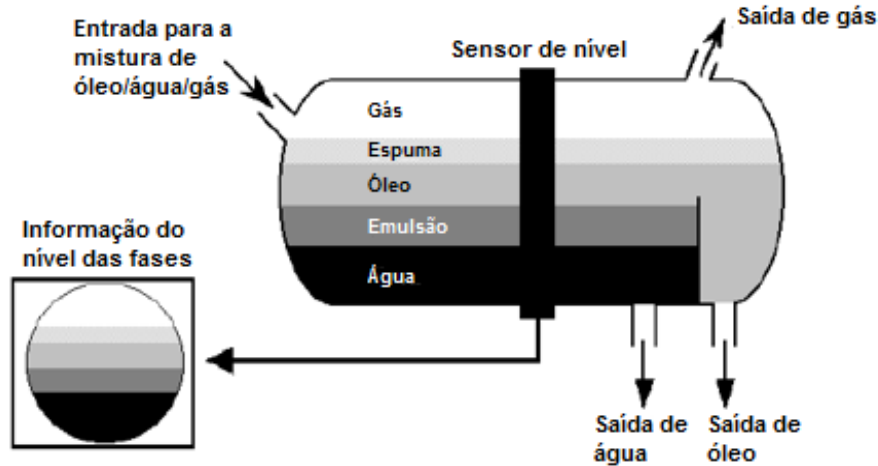 Entrada para a
mistura de
óleo/água/gás
Sensor de nível
Saída de gás
Gás
Espuma
Óleo
Emulsão
Água
Informação do
nível das fases
Saída de
água
Saída de
óleo